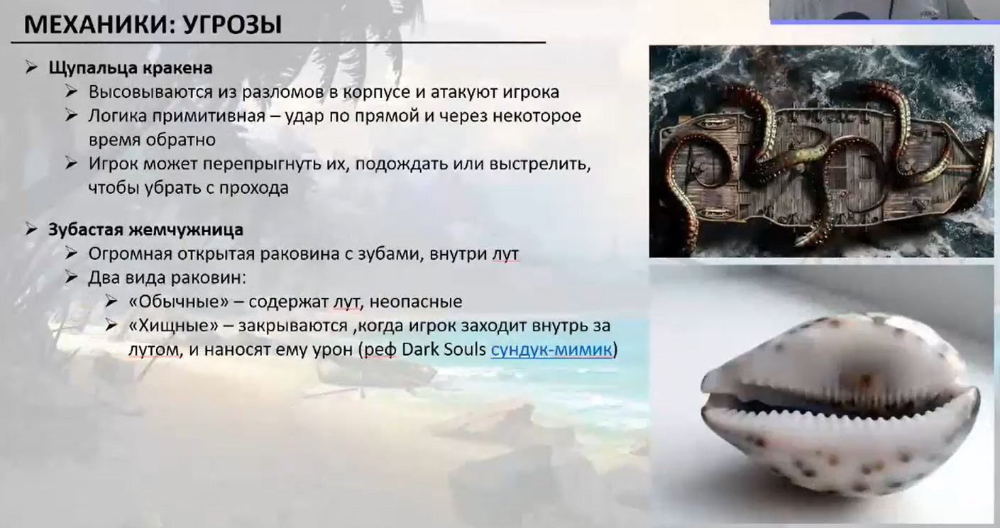 МЕХАНИКИ: УГРОЗЫ
➢ Щупальца кракена
➢ Высовываются из разломов в корпусе и атакуют игрока
➢ Логика примитивная – удар по прямой и через некоторое
время обратно
➢ Игрок может перепрыгнуть их, подождать или выстрелить,
чтобы убрать с прохода
➢ Зубастая жемчужница
➢ Огромная открытая раковина с зубами, внутри лут
➢ Два вида раковин:
➢ «Обычные» – содержат лут, неопасные
➢ «Хищные» – закрываются ,когда игрок заходит внутрь за
лутом, и наносят ему урон (реф Dark Souls сундук-мимик)